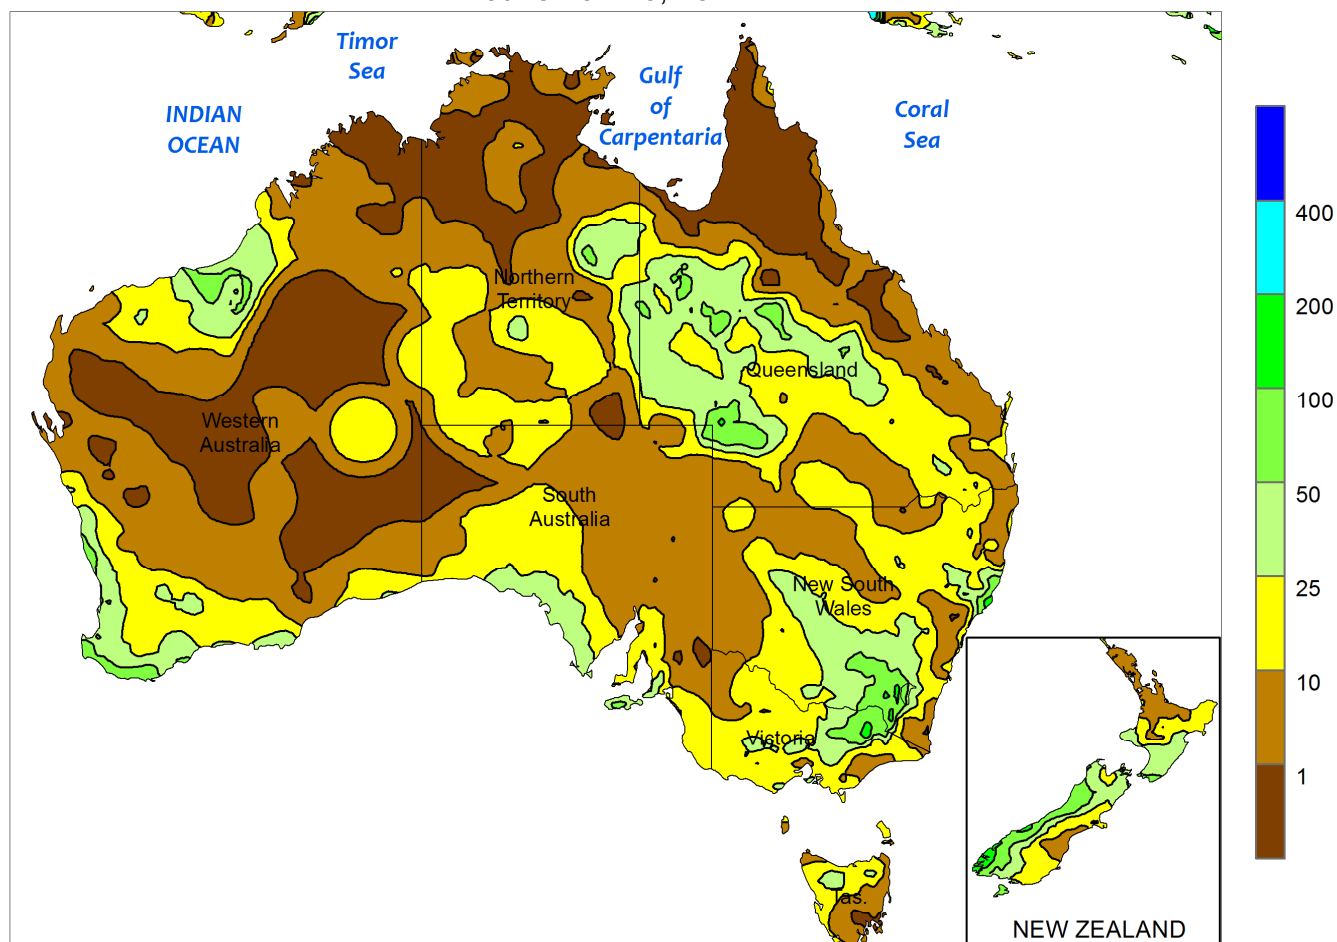 Timor
Sea
Gulf
of
Carpentaria
INDIAN
OCEAN
Coral
Sea
Northern
Territory
Queensland
Western
Australia
South
Australia
New South
Wales
Victoria
Tas.
NEW ZEALAND
400
200
100
50
25
10
1